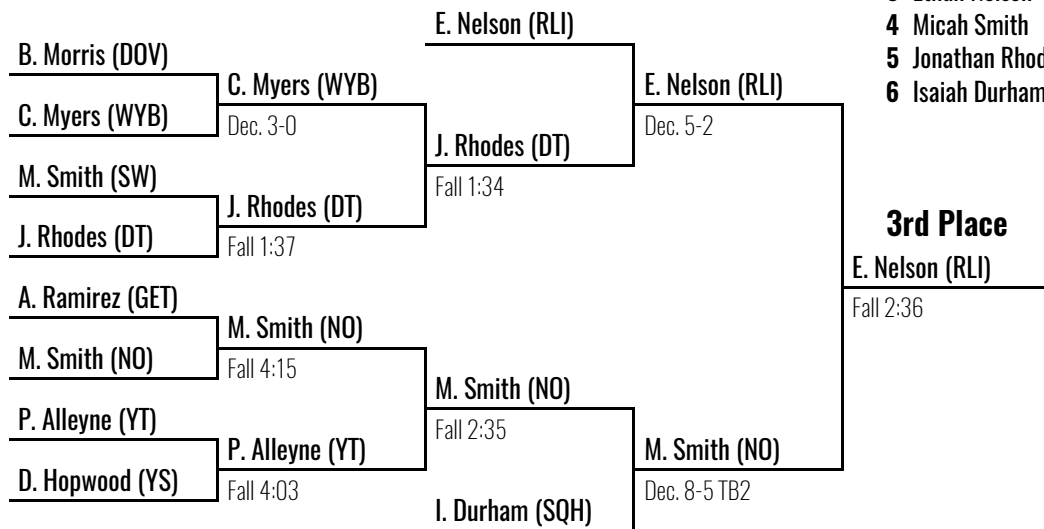 E. Nelson (RLI)
4 Micah Smith
B. Morris (DOV)
5 Jonathan
C. Myers (WYB)
E. Nelson (RLI)
6 Isaiah Durham
C. Myers (WYB)
Dec. 3-0
Dec. 5-2
J. Rhodes (DT)
M. Smith (SW)
Fall 1:34
J. Rhodes (DT)
3rd Place
J. Rhodes (DT)
Fall 1:37
E. Nelson (RLI)
A. Ramirez (GET)
Fall 2:36
M. Smith (NO)
M. Smith (NO)
Fall 4:15
M. Smith (NO)
P. Alleyne (YT)
Fall 2:35
P. Alleyne (YT)
M. Smith (NO)
D. Hopwood (YS)
Fall 4:03
Dec. 8-5 TB2
I. Durham (SQH)